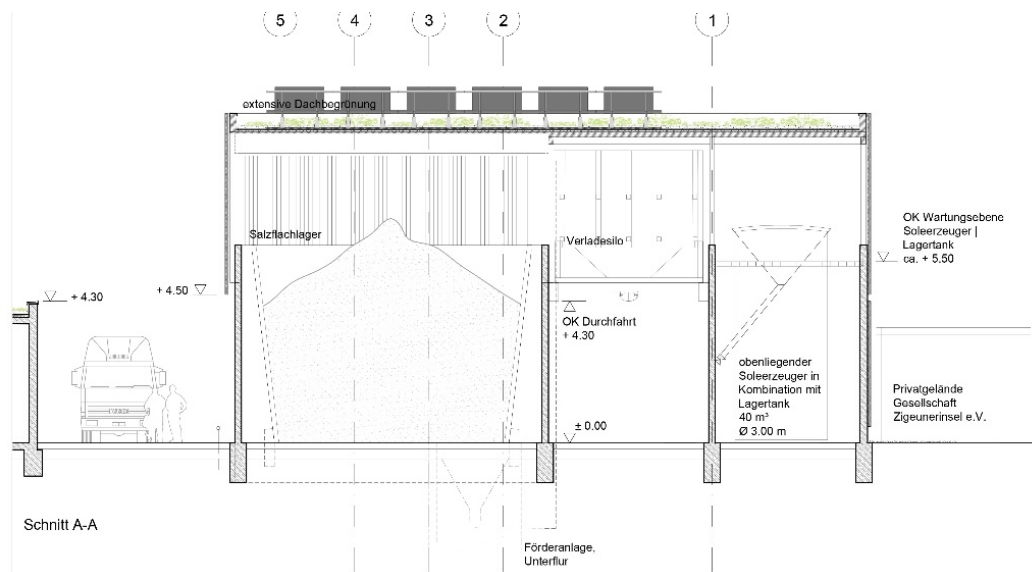 5
4
3
2
1
extensive Dachbegrünung
Salzflachlager
Verladesilo
OK Wartungsebene
Soleerzeuger |
Lagertank
ca. + 5.50
+ 4.30
+ 4.50
OK Durchfahrt
+ 4.30
obenliegender
Soleerzeuger in
Kombination mit
Lagertank
40 m³
Ø 3.00 m
Privatgelände
Gesellschaft
Zigeunerinsel e.V.
± 0.00
Schnitt A-A
Förderanlage,
Unterflur